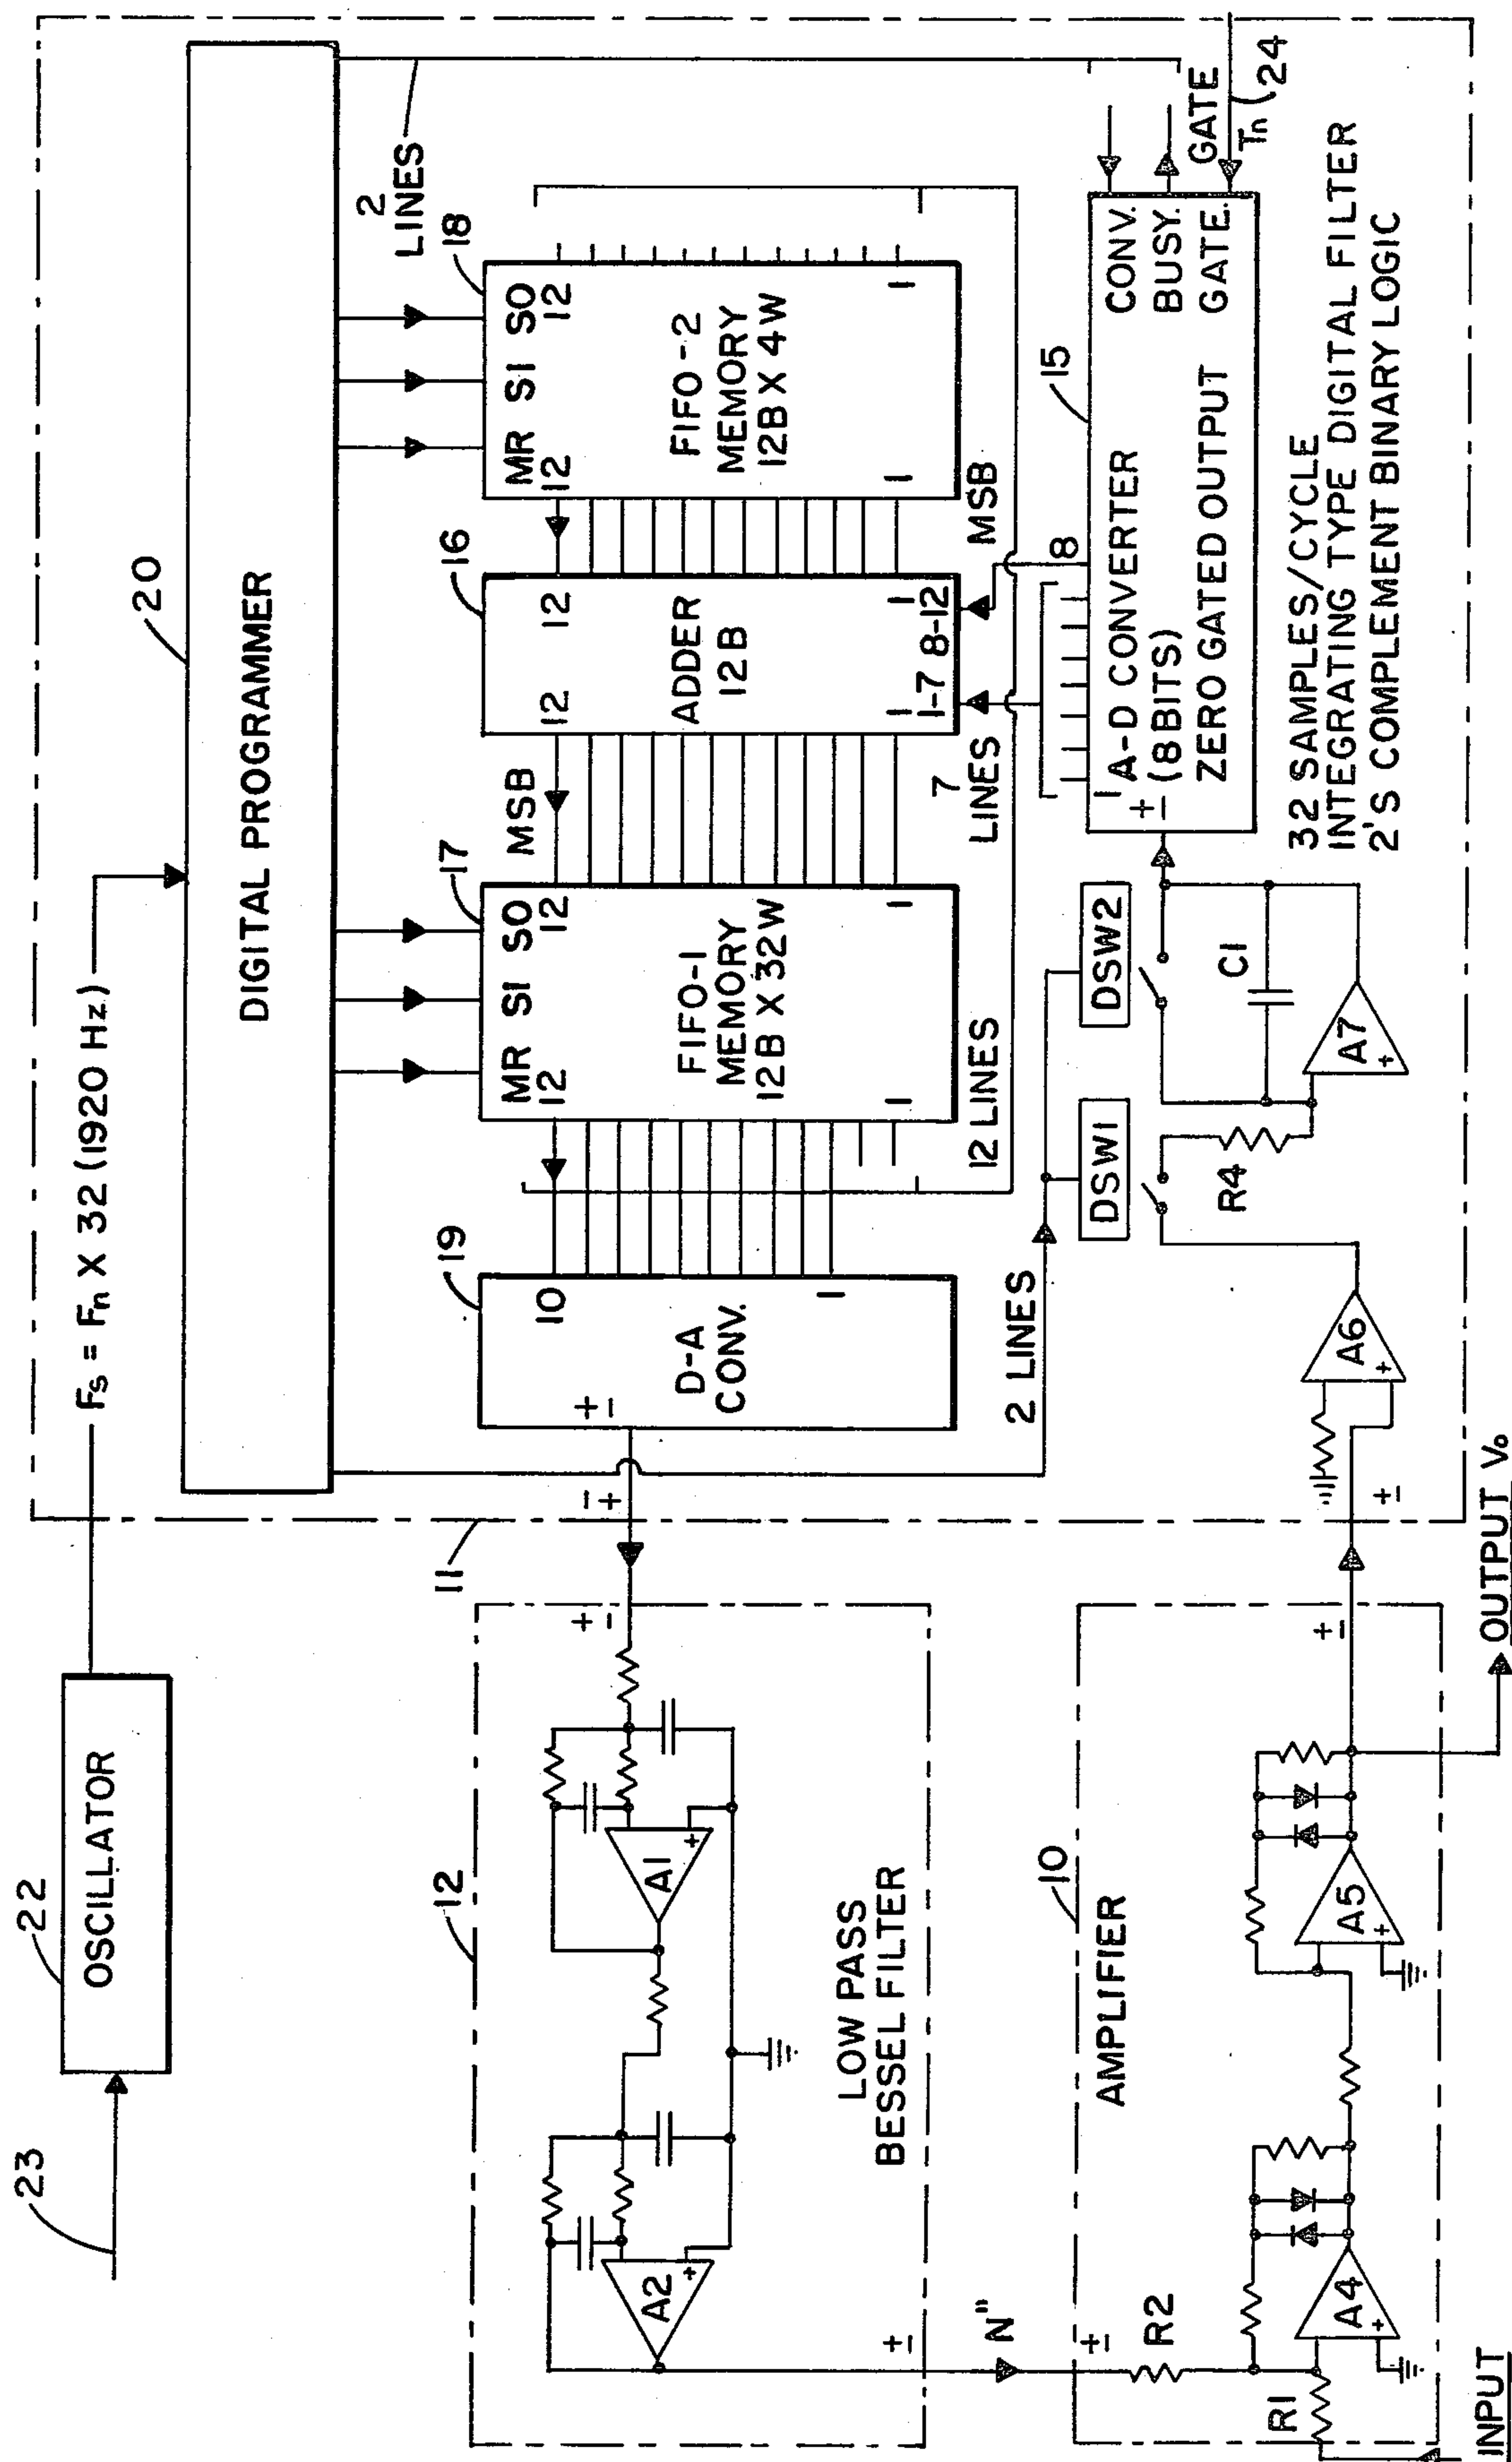 23
22
OSCILLATOR
Fs = Fn X 32 (1920 Hz)
20
DIGITAL PROGRAMMER
11
12
LOW PASS
BESSEL FILTER
A2
A1
+
+
+
-
-
+
±
19
D-A
CONV.
10
1
17
MR SI SO
12
12
FIFO-1
MEMORY
12B X 32W
1
1
MSB
16
12
12
ADDER
12B
1
1
1-7
8-12
18
MR SI SO
12
12
FIFO-2
MEMORY
12B X 4W
1
1
2
LINES
12 LINES
7
LINES
MSB
8
15
1
A-D CONVERTER
(8 BITS)
ZERO GATED OUTPUT
±
CONV.
BUSY.
GATE.
GATE
Tn
24
2 LINES
DSW1
DSW2
R4
C1
A6
+
A7
+
±
32 SAMPLES/CYCLE
INTEGRATING TYPE DIGITAL FILTER
2'S COMPLEMENT BINARY LOGIC
±
N"
±
R2
10
AMPLIFIER
R1
A4
+
A5
+
±
INPUT
OUTPUT Vo